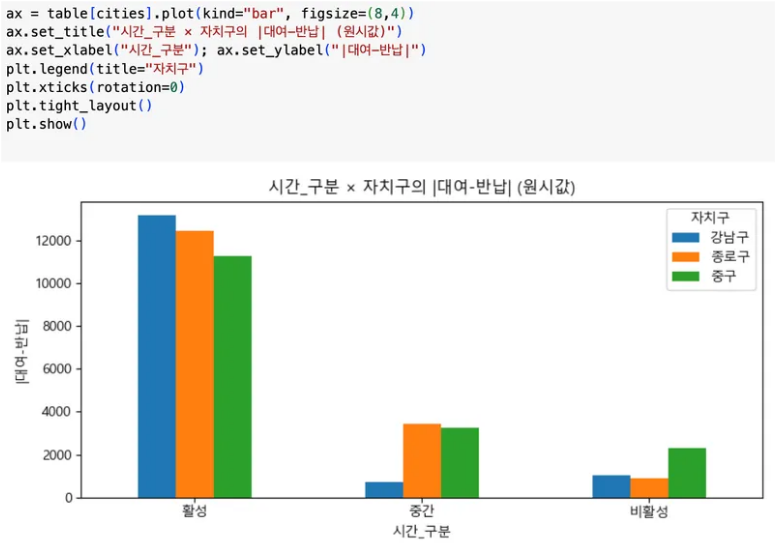 ax = table[cities].plot(kind="bar", figsize=(8,4))
ax.set_title("시간_구분 × 자치구의 |대여-반납| (원시값)")
ax.set_xlabel("시간_구분"); ax.set_ylabel("|대여-반납|")
plt.legend(title="자치구")
plt.xticks(rotation=0)
plt.tight_layout()
plt.show()
시간_구분 × 자치구의 |대여-반납| (원시값)
자치구
강남구
종로구
중구
12000
10000
8000
6000
4000
2000
0
|대여-반납|
활성 중간 비활성
시간_구분